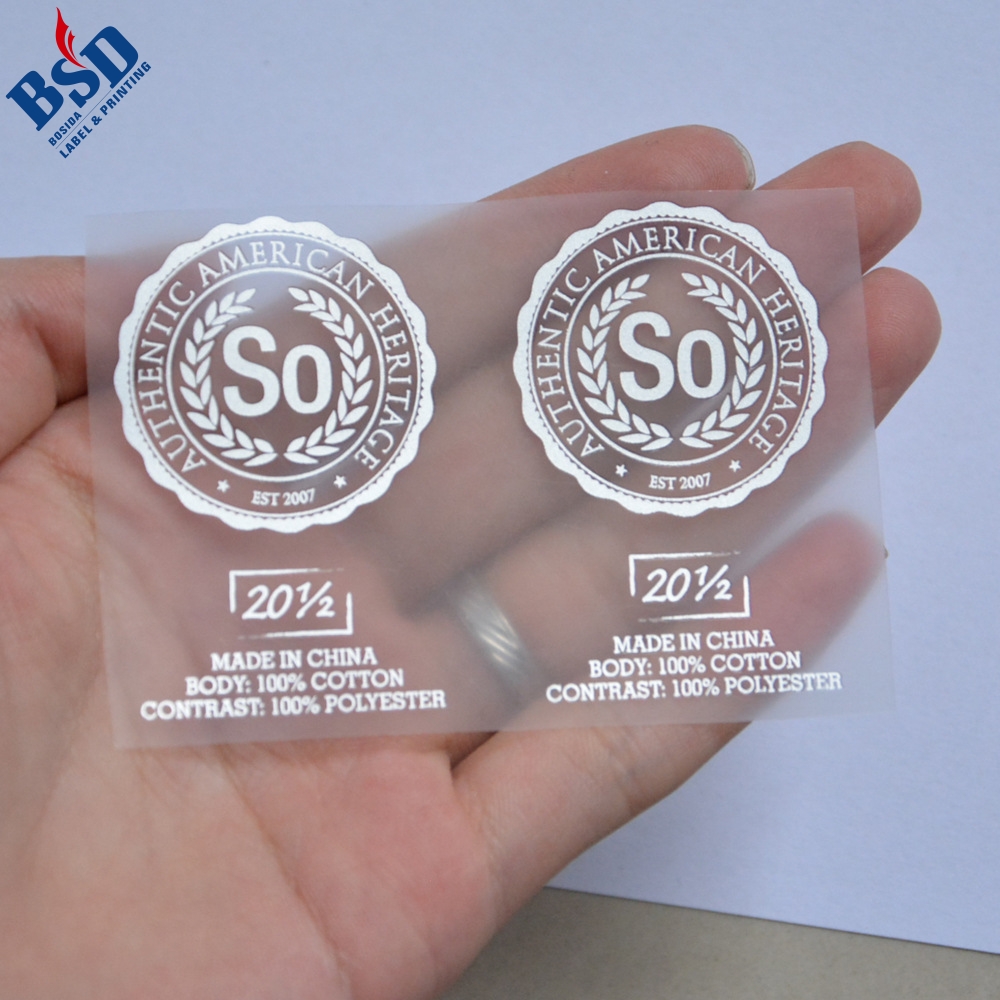 BSD
BOSIDA
LABEL & PRINTING
AUTHENTIC AMERICAN HERITAGE
So
EST 2007
20½
MADE IN CHINA
BODY: 100% COTTON
CONTRAST: 100% POLYESTER
AUTHENTIC AMERICAN HERITAGE
So
EST 2007
20½
MADE IN CHINA
BODY: 100% COTTON
CONTRAST: 100% POLYESTER